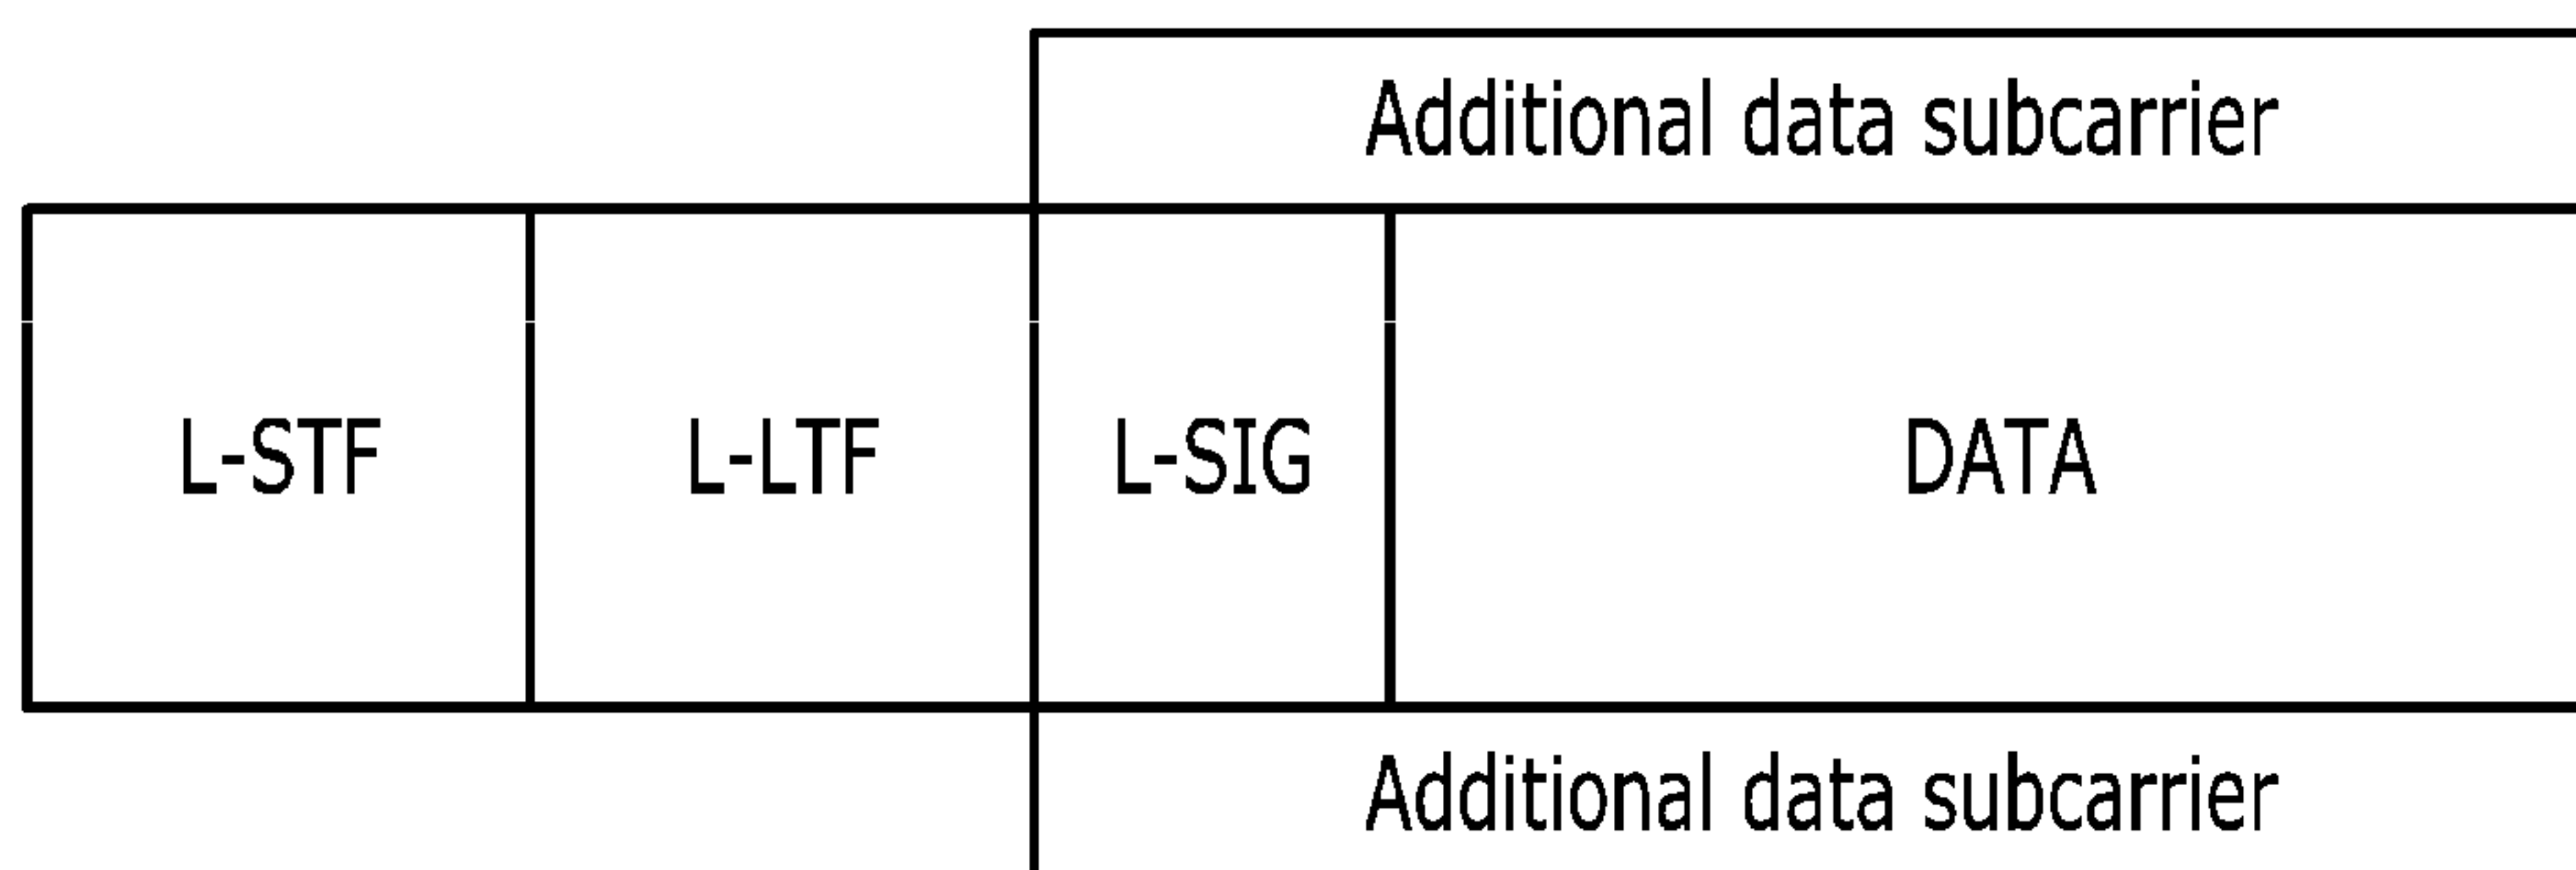 Additional data subcarrier
L-STF
L-LTF
L-SIG
DATA
Additional data subcarrier